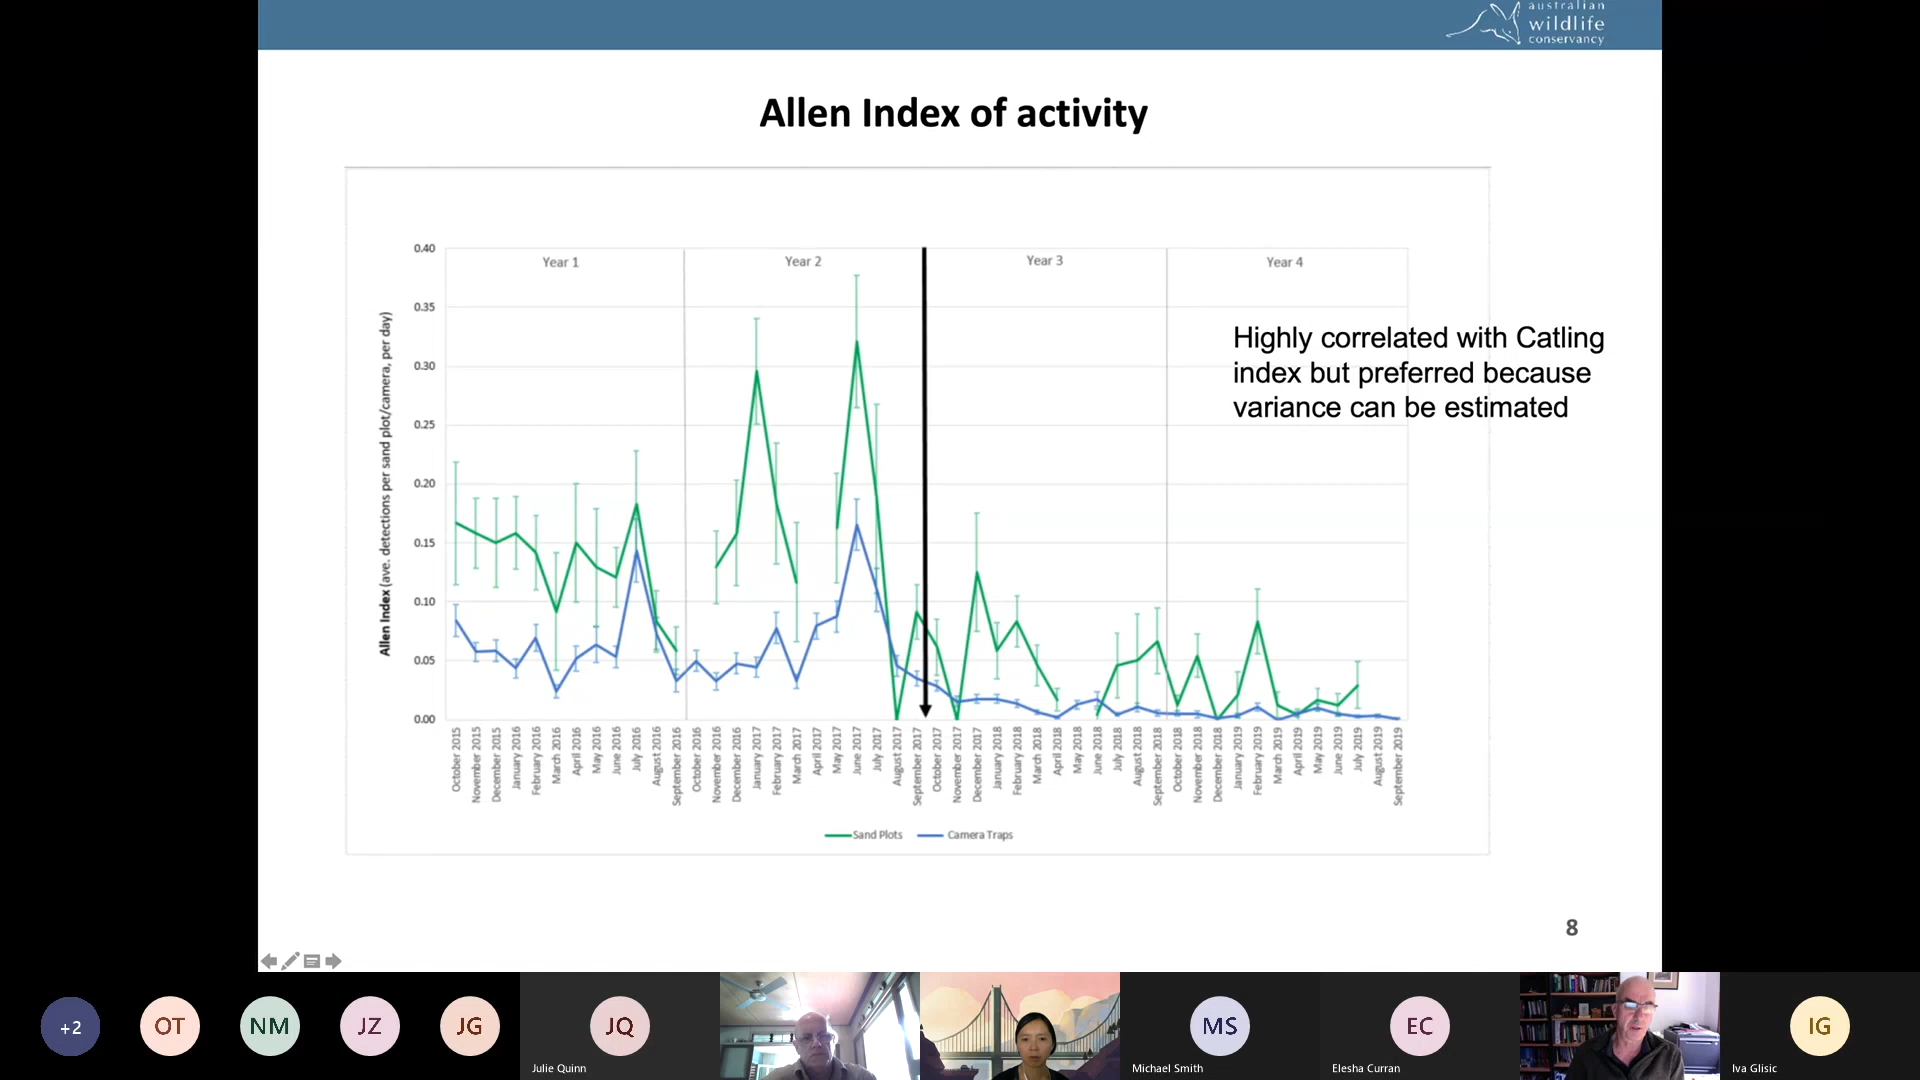 australian
wildlife
conservancy
Allen Index of activity
0.40
0.35
0.30
0.25
0.20
0.15
0.10
0.05
0.00
Allen Index (ave. detections per sand plot/camera, per day)
Year 1
Year 2
Year 3
Year 4
Highly correlated with Catling
index but preferred because
variance can be estimated
October 2015
November 2015
December 2015
January 2016
February 2016
March 2016
April 2016
May 2016
June 2016
July 2016
August 2016
September 2016
October 2016
November 2016
December 2016
January 2017
February 2017
March 2017
April 2017
May 2017
June 2017
July 2017
August 2017
September 2017
October 2017
November 2017
December 2017
January 2018
February 2018
March 2018
April 2018
May 2018
June 2018
July 2018
August 2018
September 2018
October 2018
November 2018
December 2018
January 2019
February 2019
March 2019
April 2019
May 2019
June 2019
July 2019
August 2019
September 2019
Sand Plots
Camera Traps
8
+2
OT
NM
JZ
JG
JQ
Julie Quinn
MS
Michael Smith
EC
Elesha Curran
IG
Iva Glisic